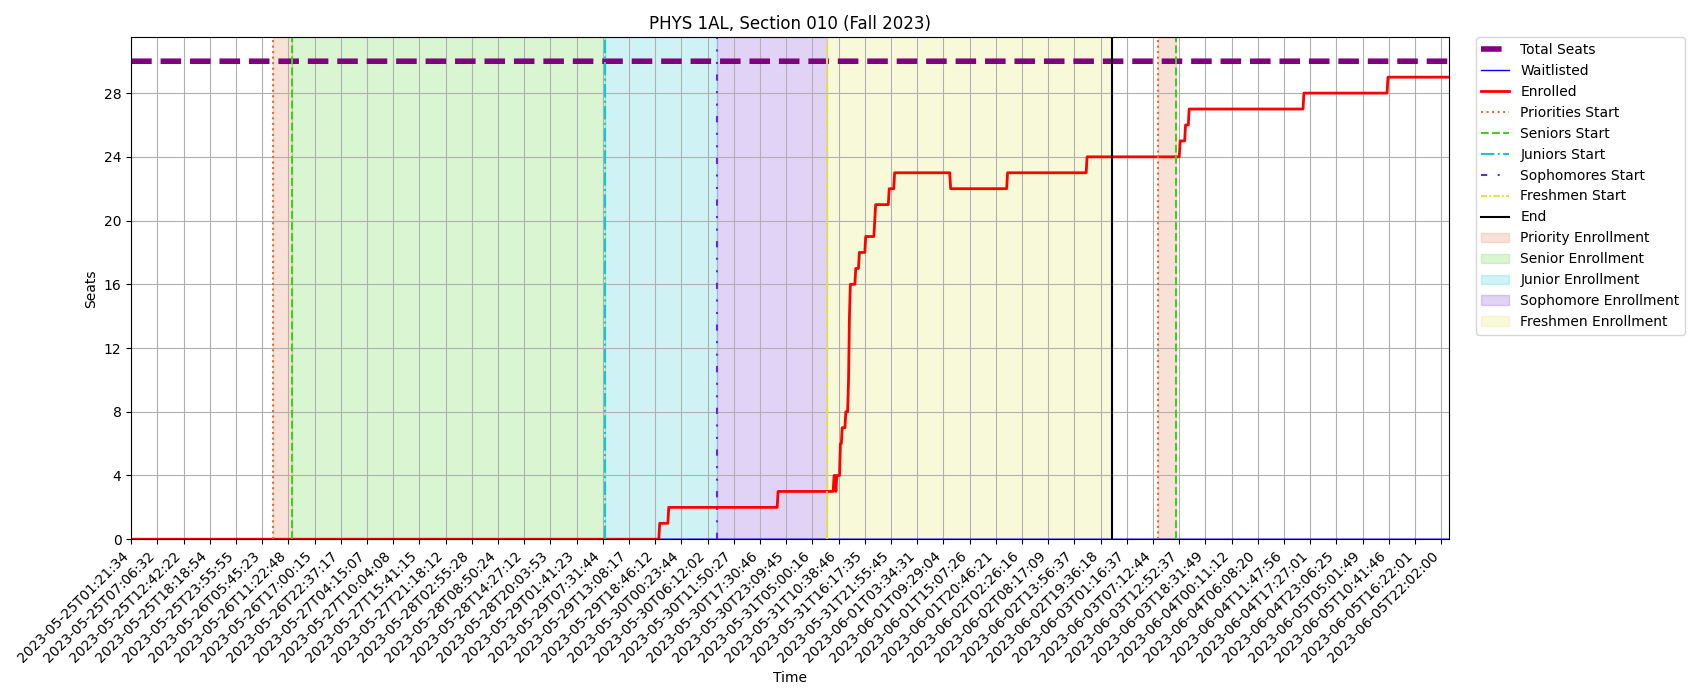 PHYS 1AL, Section 010 (Fall 2023)
Seats
28
24
20
16
12
8
4
0
2023-05-25T01:21:34
2023-05-25T07:06:32
2023-05-25T12:42:22
2023-05-25T18:18:54
2023-05-25T23:55:55
2023-05-26T05:45:23
2023-05-26T11:22:48
2023-05-26T17:00:15
2023-05-26T22:37:17
2023-05-27T04:15:07
2023-05-27T10:04:08
2023-05-27T15:41:15
2023-05-27T21:18:12
2023-05-28T02:55:28
2023-05-28T08:50:24
2023-05-28T14:27:12
2023-05-28T20:03:53
2023-05-29T01:41:23
2023-05-29T07:31:44
2023-05-29T13:08:17
2023-05-29T18:46:12
2023-05-30T00:23:44
2023-05-30T06:12:02
2023-05-30T11:50:27
2023-05-30T17:30:46
2023-05-30T23:09:45
2023-05-31T05:00:16
2023-05-31T10:38:46
2023-05-31T16:17:35
2023-05-31T21:55:45
2023-06-01T03:34:31
2023-06-01T09:29:04
2023-06-01T15:07:26
2023-06-01T20:46:21
2023-06-02T02:26:16
2023-06-02T08:17:09
2023-06-02T13:56:37
2023-06-02T19:36:18
2023-06-03T01:16:37
2023-06-03T07:12:44
2023-06-03T12:52:37
2023-06-03T18:31:49
2023-06-04T00:11:12
2023-06-04T06:08:20
2023-06-04T11:47:56
2023-06-04T17:27:01
2023-06-04T23:06:25
2023-06-05T05:01:49
2023-06-05T10:41:46
2023-06-05T16:22:01
2023-06-05T22:02:00
Time
Total Seats
Waitlisted
Enrolled
Priorities Start
Seniors Start
Juniors Start
Sophomores Start
Freshmen Start
End
Priority Enrollment
Senior Enrollment
Junior Enrollment
Sophomore Enrollment
Freshmen Enrollment